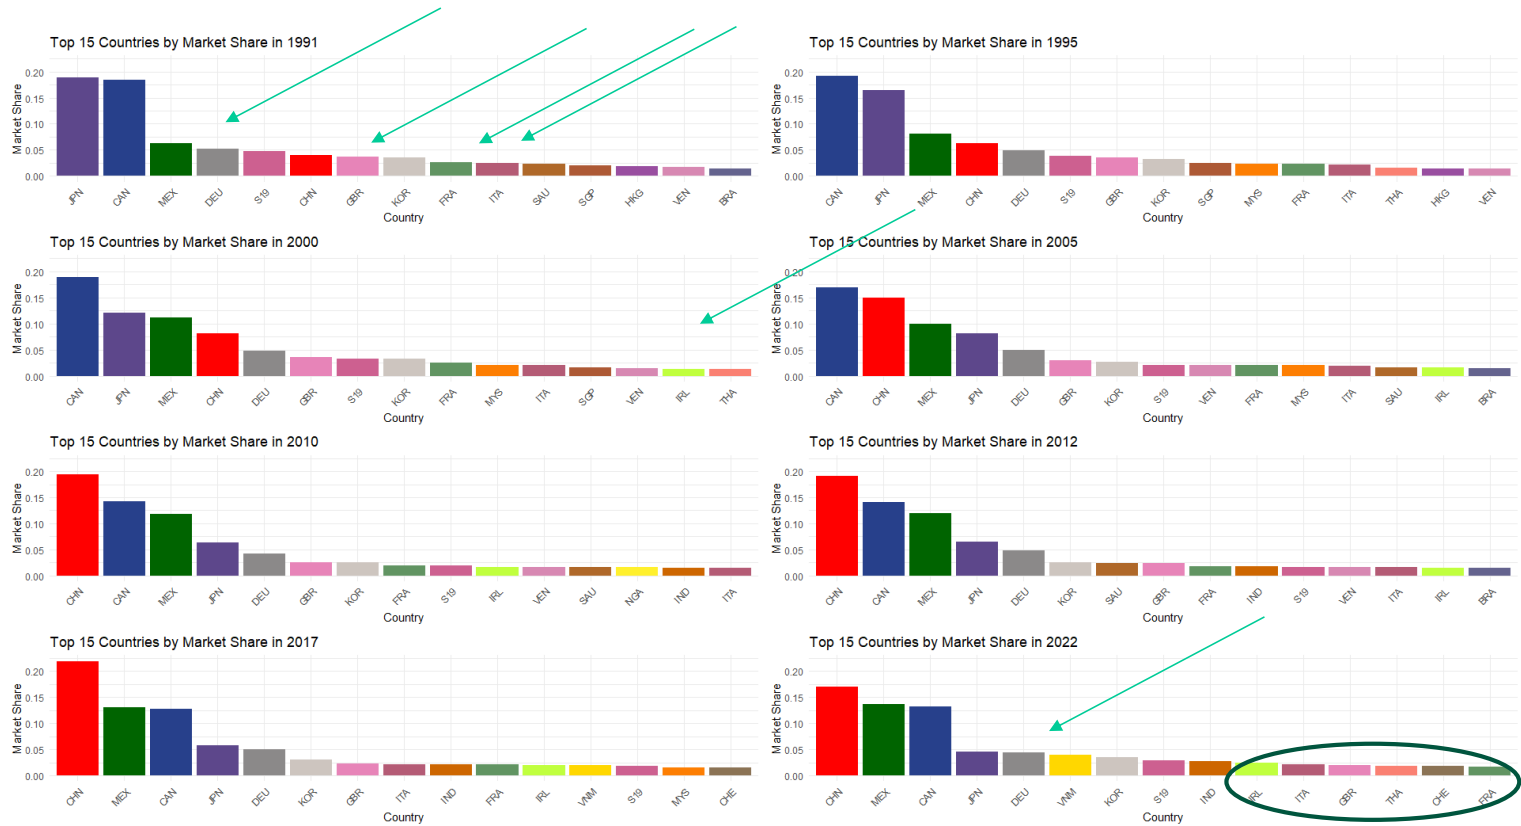 Top 15 Countries by Market Share in 1991
Market Share
0.20
0.15
0.10
0.05
0.00
JPN CAN MEX DEU S19 CHN GBR KOR FRA ITA SAU SGP HKG VEN BRA
Country
Top 15 Countries by Market Share in 1995
Market Share
0.20
0.15
0.10
0.05
0.00
CAN JPN MEX CHN DEU S19 GBR KOR SGP MYS FRA ITA THA HKG VEN
Country
Top 15 Countries by Market Share in 2000
Market Share
0.20
0.15
0.10
0.05
0.00
CAN JPN MEX CHN DEU GBR S19 KOR FRA MYS ITA SGP VEN IRL THA
Country
Top 15 Countries by Market Share in 2005
Market Share
0.20
0.15
0.10
0.05
0.00
CAN CHN MEX JPN DEU GBR KOR S19 VEN FRA MYS ITA SAU IRL BRA
Country
Top 15 Countries by Market Share in 2010
Market Share
0.20
0.15
0.10
0.05
0.00
CHN CAN MEX JPN DEU GBR KOR FRA S19 IRL VEN SAU NGA IND ITA
Country
Top 15 Countries by Market Share in 2012
Market Share
0.20
0.15
0.10
0.05
0.00
CHN CAN MEX JPN DEU KOR SAU GBR FRA IND S19 VEN ITA IRL BRA
Country
Top 15 Countries by Market Share in 2017
Market Share
0.20
0.15
0.10
0.05
0.00
CHN MEX CAN JPN DEU KOR GBR ITA IND FRA IRL VNM S19 MYS CHE
Country
Top 15 Countries by Market Share in 2022
Market Share
0.20
0.15
0.10
0.05
0.00
CHN MEX CAN JPN DEU VNM KOR S19 IND IRL ITA GBR THA CHE FRA
Country